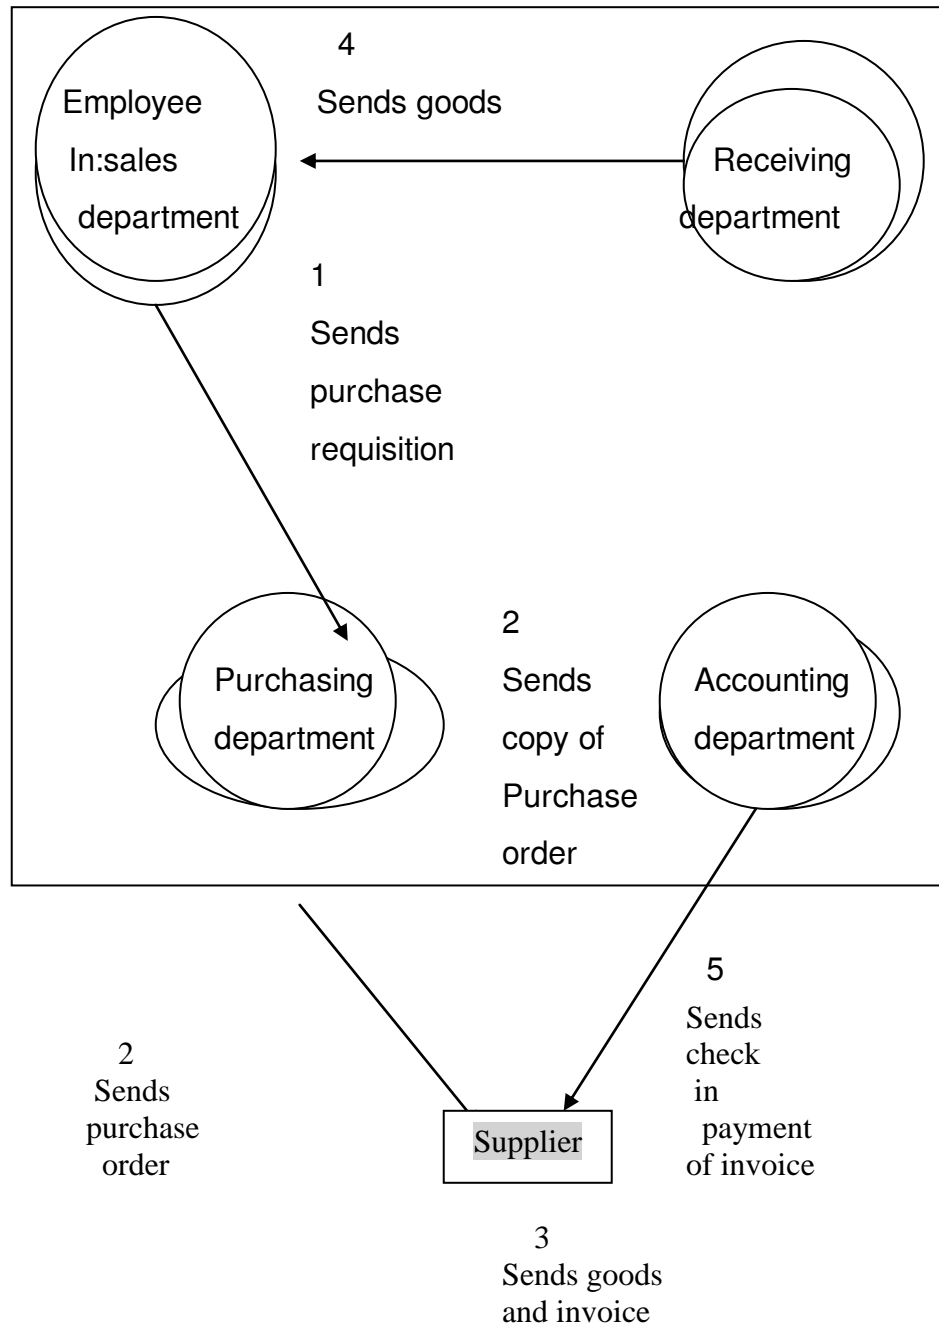 4
Sends goods
Employee
In:sales
department
Receiving
department
1
Sends
purchase
requisition
Purchasing
department
2
Sends
copy of
Purchase
order
Accounting
department
2
Sends
purchase
order
Supplier
5
Sends
check
in
payment
of invoice
3
Sends goods
and invoice